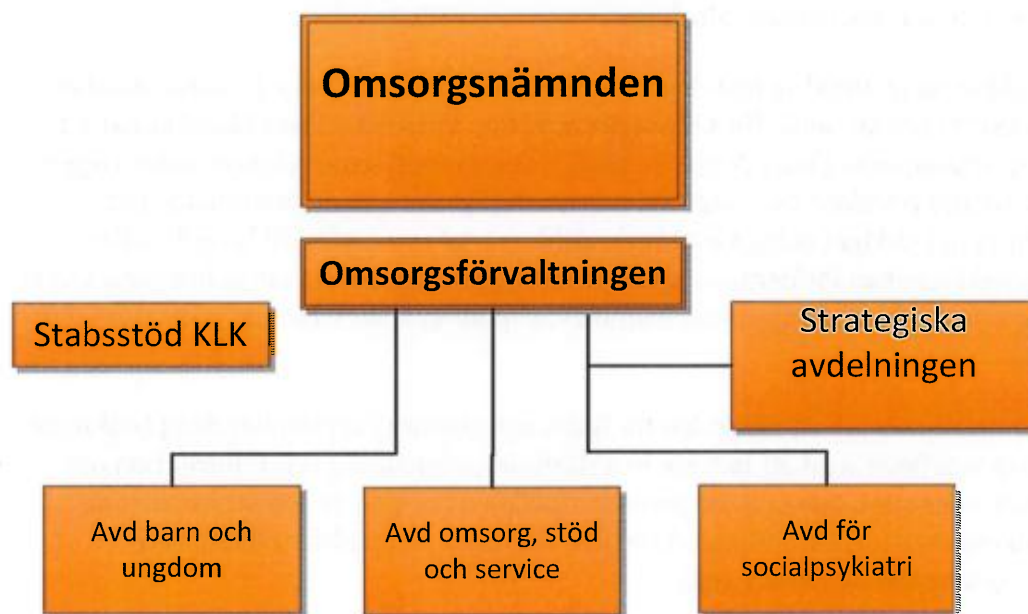 Omsorgsnämnden
Omsorgsförvaltningen
Stabsstöd KLK
Strategiska
avdelningen
Avd barn och
ungdom
Avd omsorg, stöd
och service
Avd för
socialpsykiatri